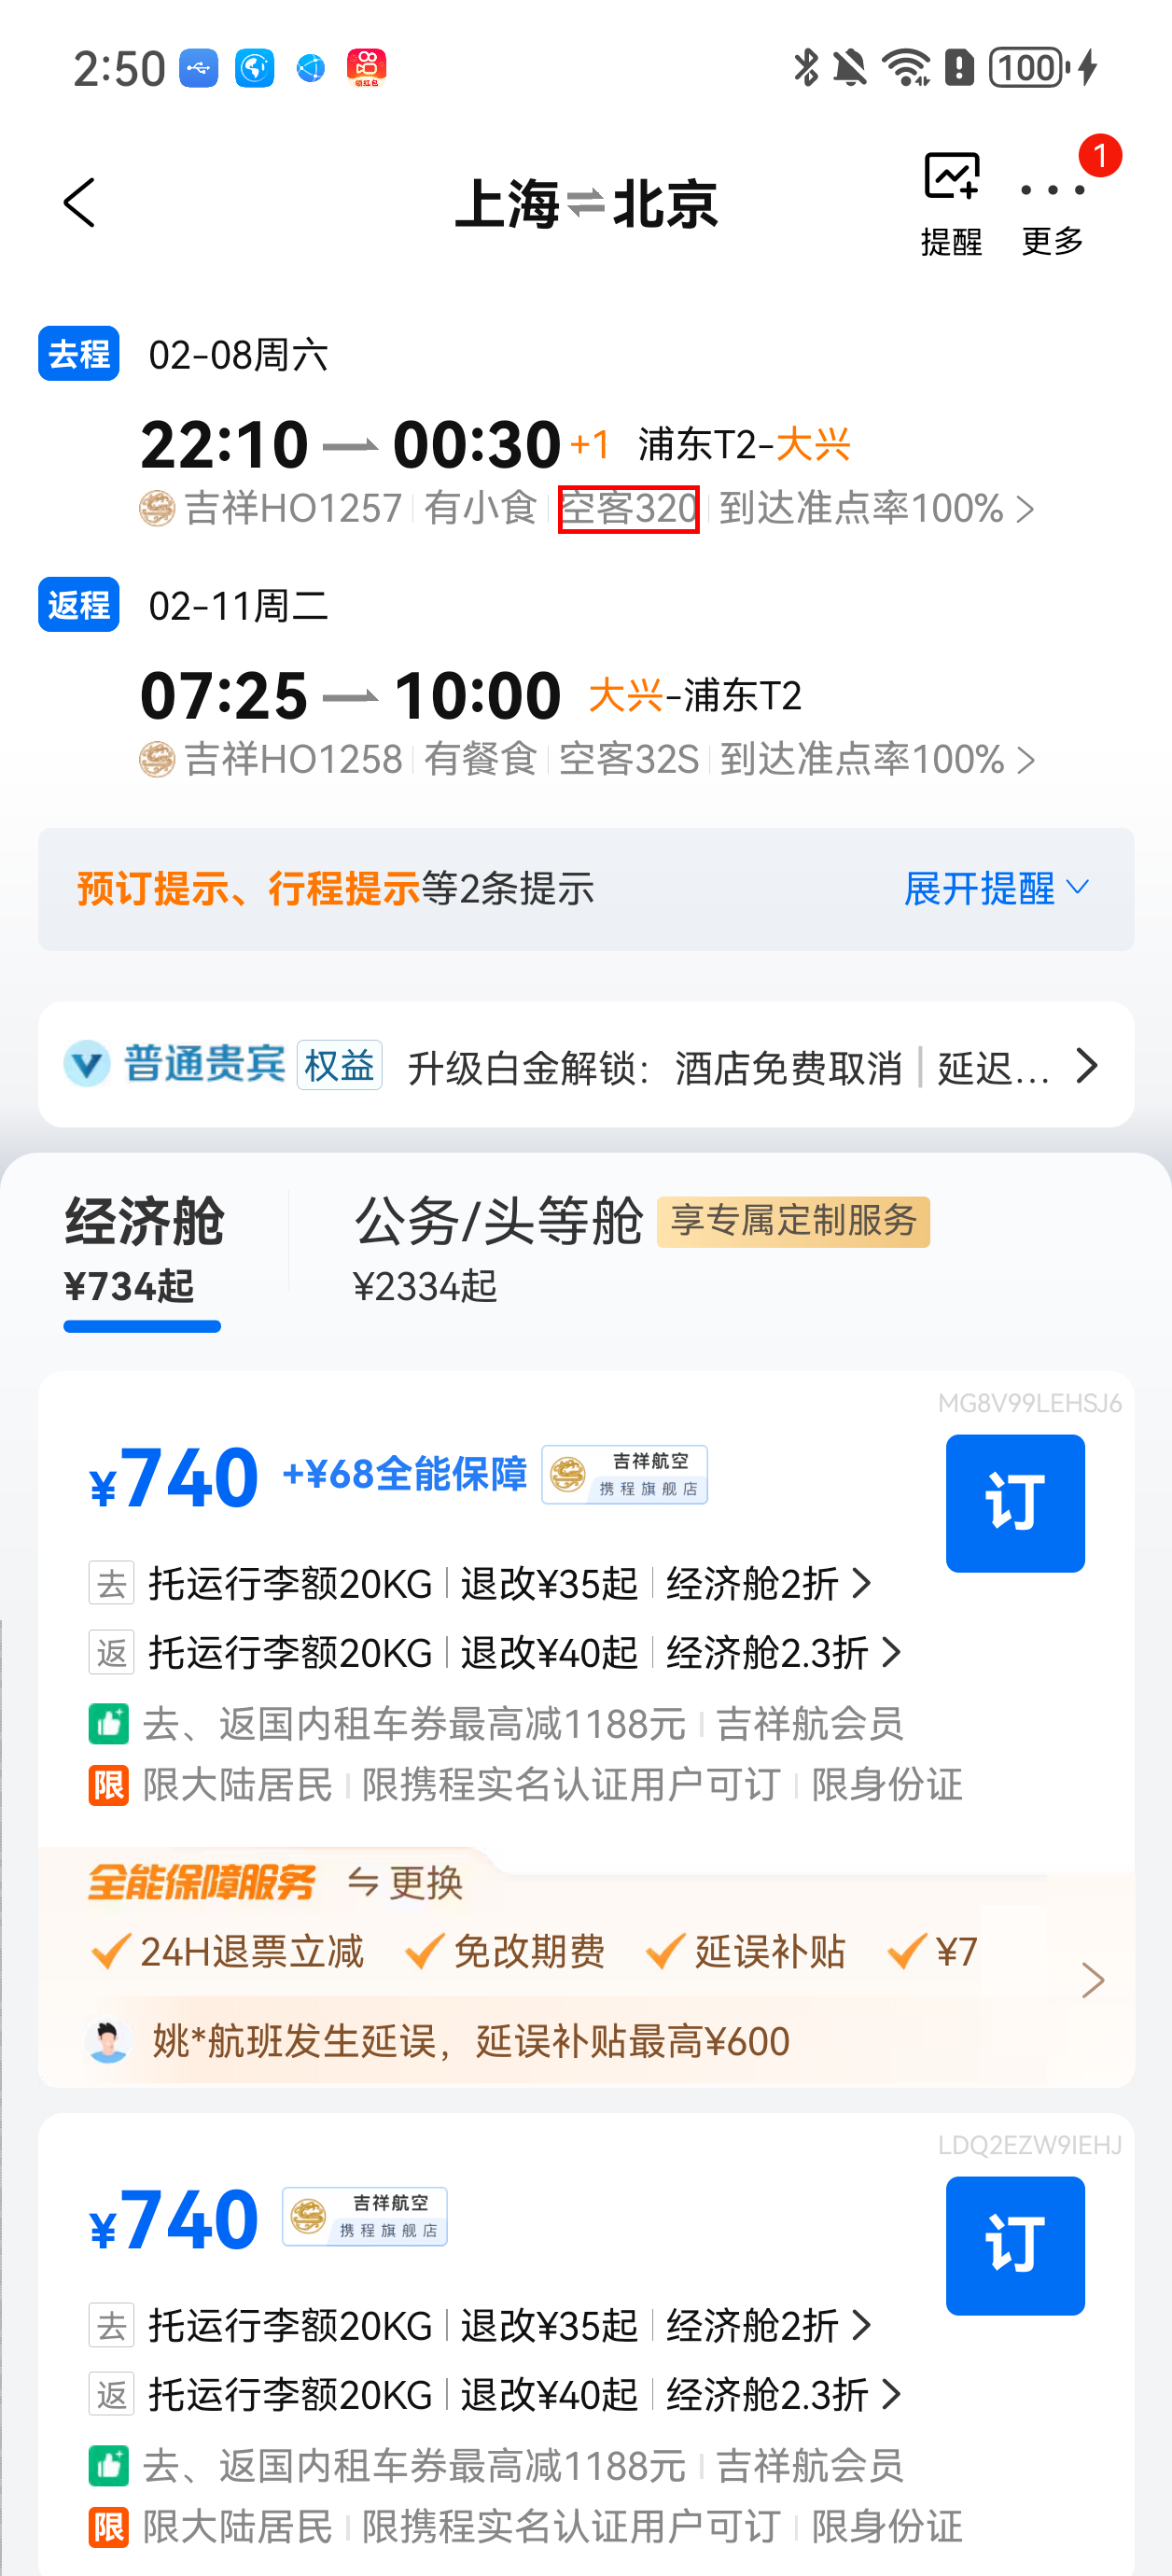 2:50
领红包
100
上海⇌北京
提醒
更多
1
去程 02-08周六
22:10 00:30 +1 浦东T2-大兴
吉祥HO1257 有小食 空客320 到达准点率100%
返程 02-11周二
07:25 10:00 大兴-浦东T2
吉祥HO1258 有餐食 空客32S 到达准点率100%
预订提示、行程提示等2条提示 展开提醒
普通贵宾 权益 升级白金解锁：酒店免费取消 延迟...
经济舱 公务/头等舱 享专属定制服务
¥734起 ¥2334起
MG8V99LEHSJ6
¥740 +¥68全能保障 吉祥航空 携程旗舰店 订
去 托运行李额20KG 退改¥35起 经济舱2折
返 托运行李额20KG 退改¥40起 经济舱2.3折
去、返国内租车券最高减1188元 吉祥航会员
限 限大陆居民 限携程实名认证用户可订 限身份证
全能保障服务 更换
24H退票立减 免改期费 延误补贴 ¥7
姚*航班发生延误，延误补贴最高¥600
LDQ2EZW9IEHJ
¥740 吉祥航空 携程旗舰店 订
去 托运行李额20KG 退改¥35起 经济舱2折
返 托运行李额20KG 退改¥40起 经济舱2.3折
去、返国内租车券最高减1188元 吉祥航会员
限 限大陆居民 限携程实名认证用户可订 限身份证